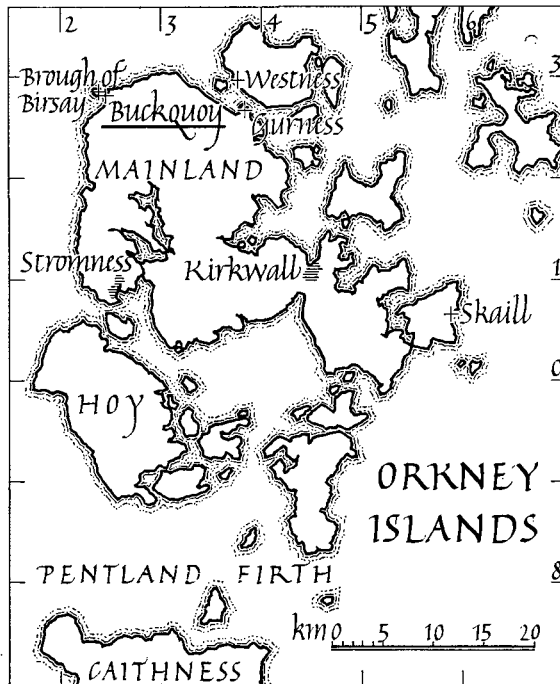 2 3 4 5 6
3
Brough of
Birsay
Westness
Buckquoy
Gurness
MAINLAND
Stromness
Kirkwall
1
Skaill
0
HOY
ORKNEY
ISLANDS
PENTLAND FIRTH
8
km 0 5 10 15 20
CAITHNESS